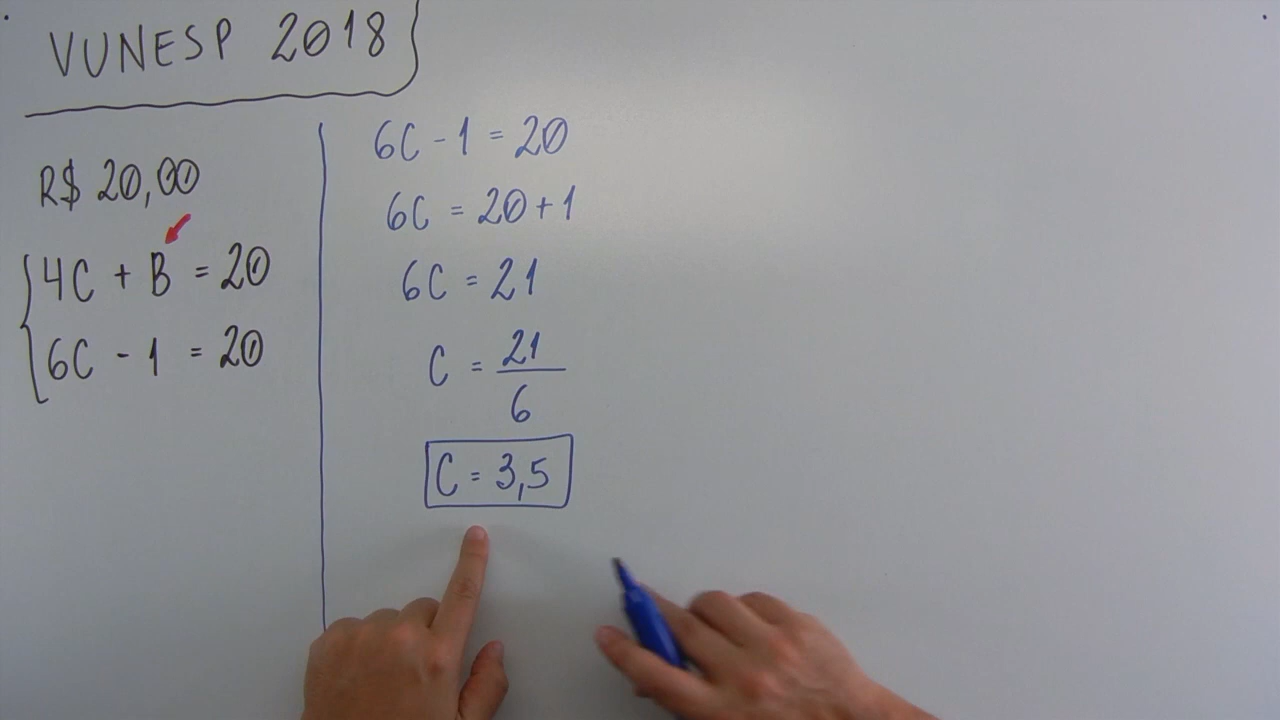 VUNESP 2018
R$ 20,00
4C + B = 20
6C - 1 = 20
6C - 1 = 20
6C = 20 + 1
6C = 21
C = 21
6
C = 3,5